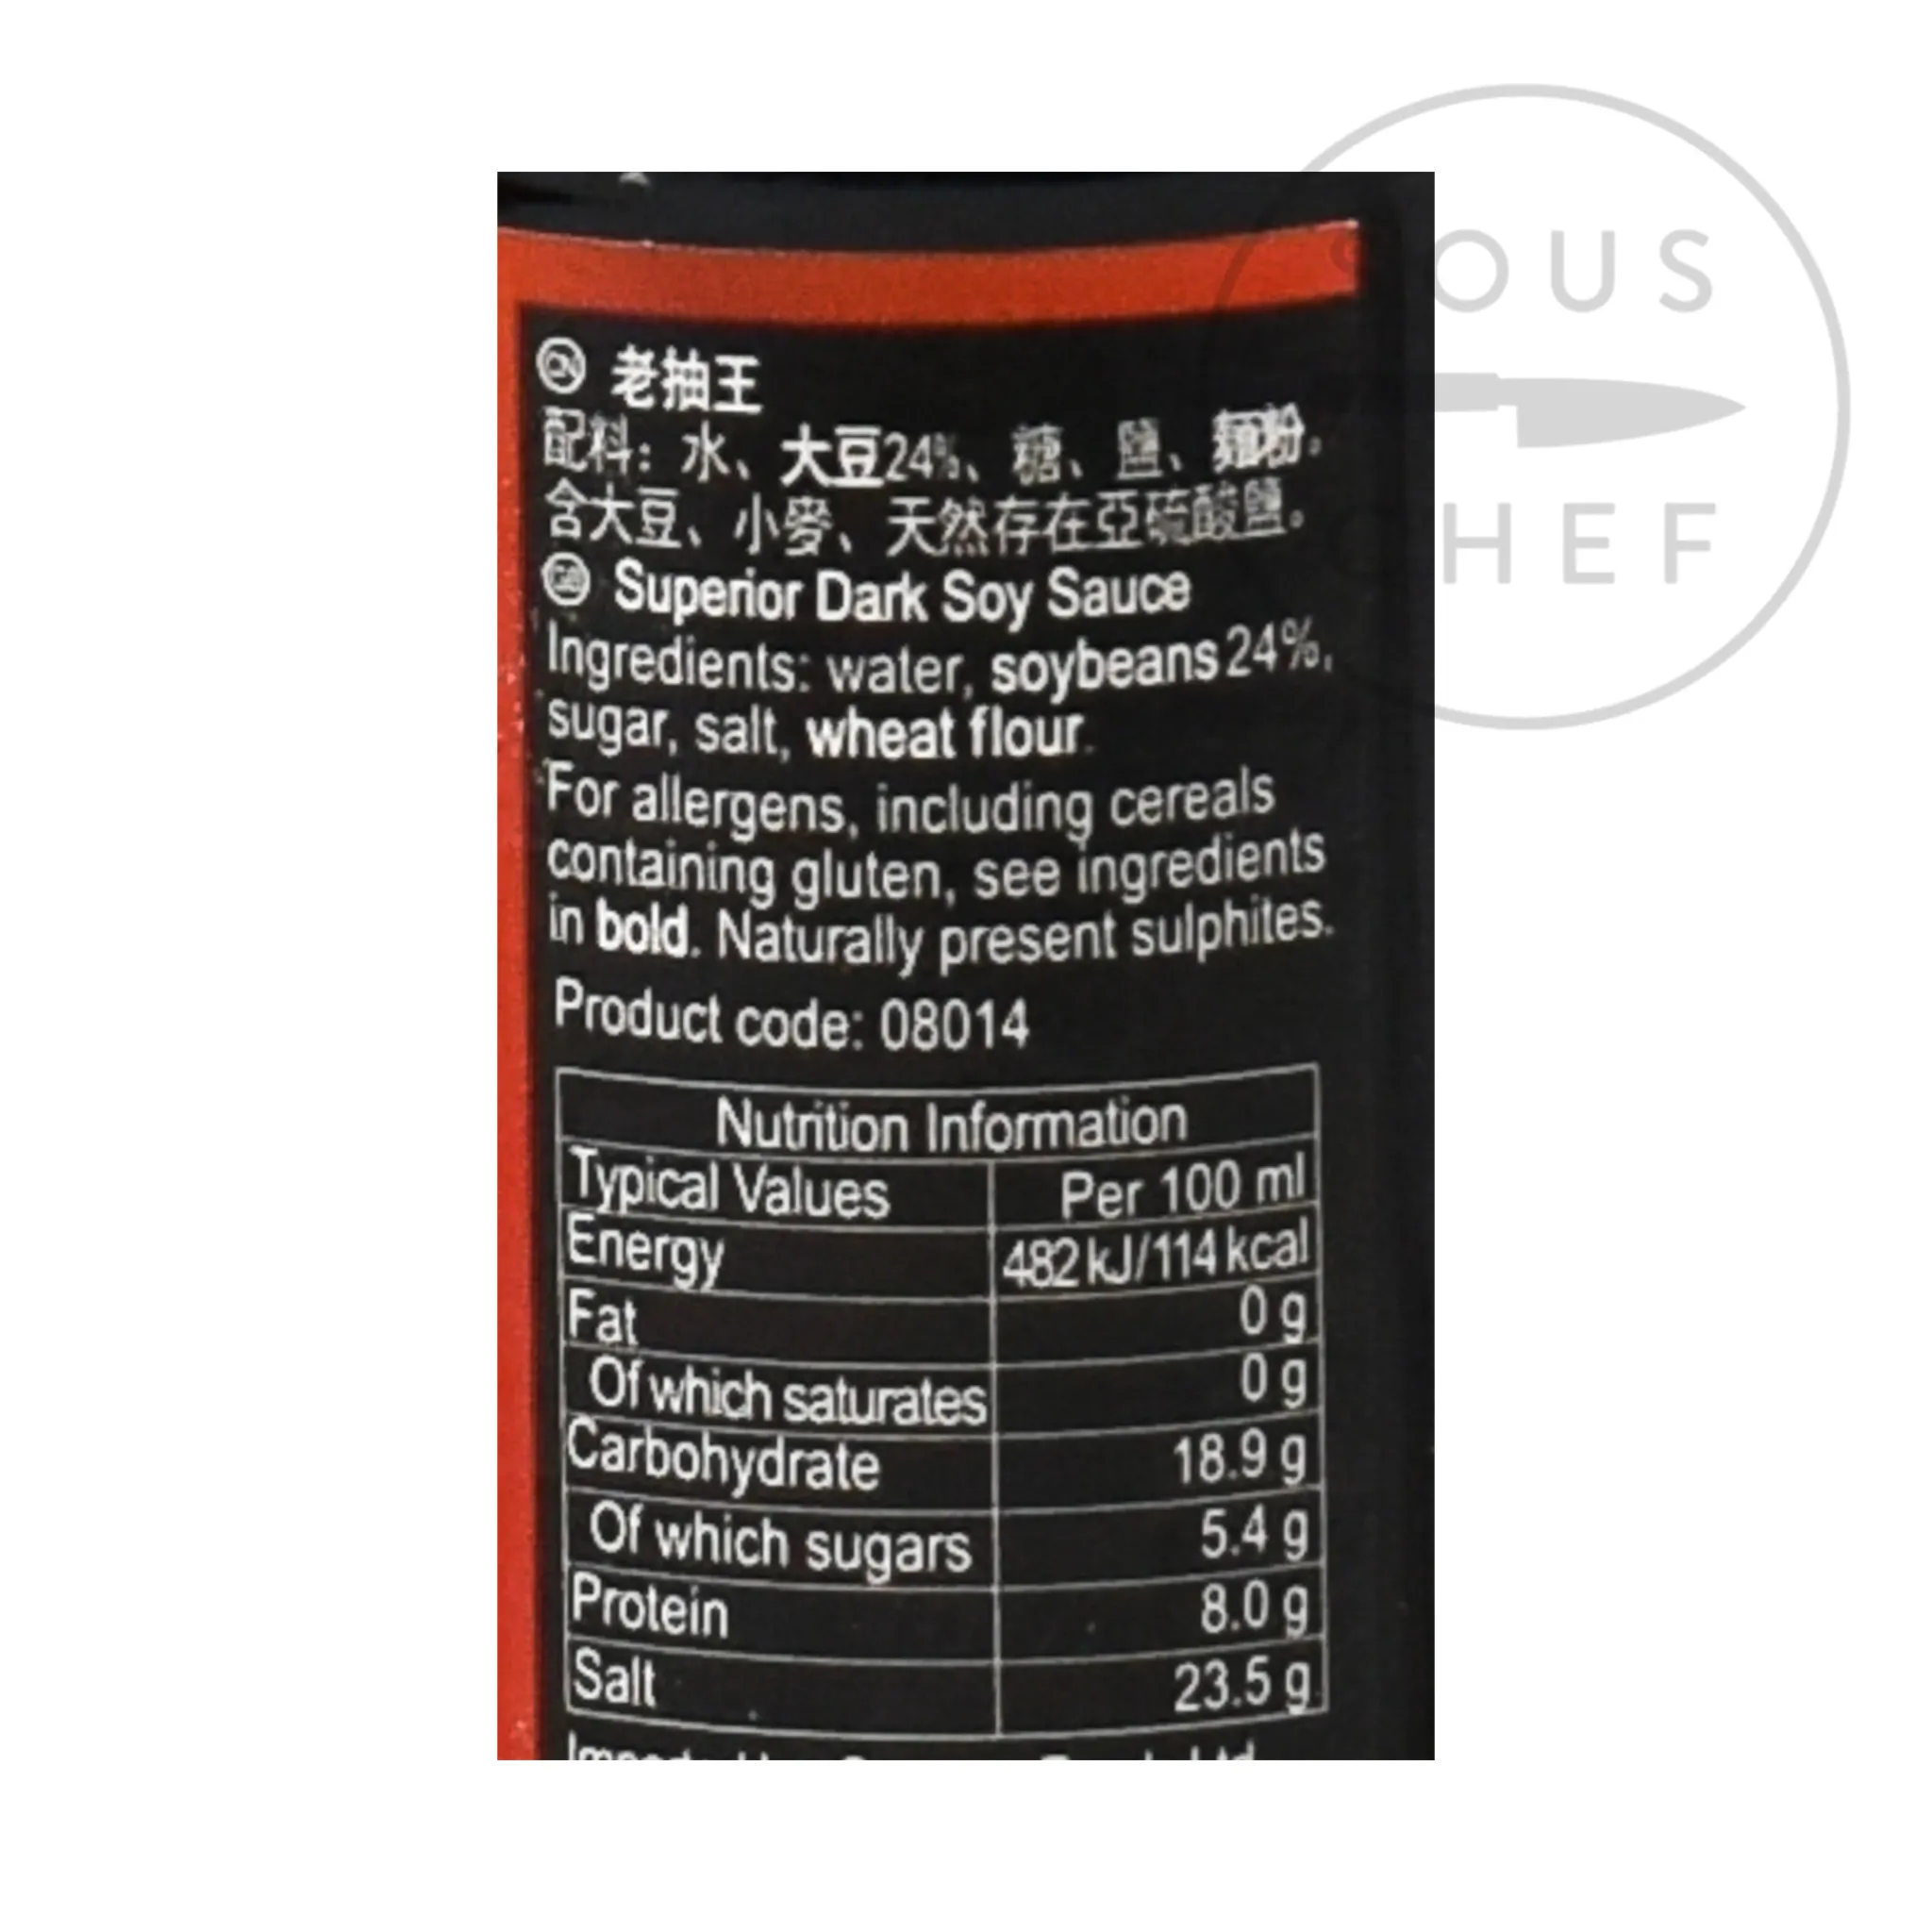 SOUS
CHEF
CN 老抽王
配料：水、大豆24%、糖、鹽、麵粉。
含大豆、小麥、天然存在亞硫酸鹽。
GB Superior Dark Soy Sauce
Ingredients: water, soybeans 24%,
sugar, salt, wheat flour.
For allergens, including cereals
containing gluten, see ingredients
in bold. Naturally present sulphites.
Product code: 08014
Nutrition Information
Typical Values Per 100 ml
Energy 482 kJ/114 kcal
Fat 0 g
Of which saturates 0 g
Carbohydrate 18.9 g
Of which sugars 5.4 g
Protein 8.0 g
Salt 23.5 g